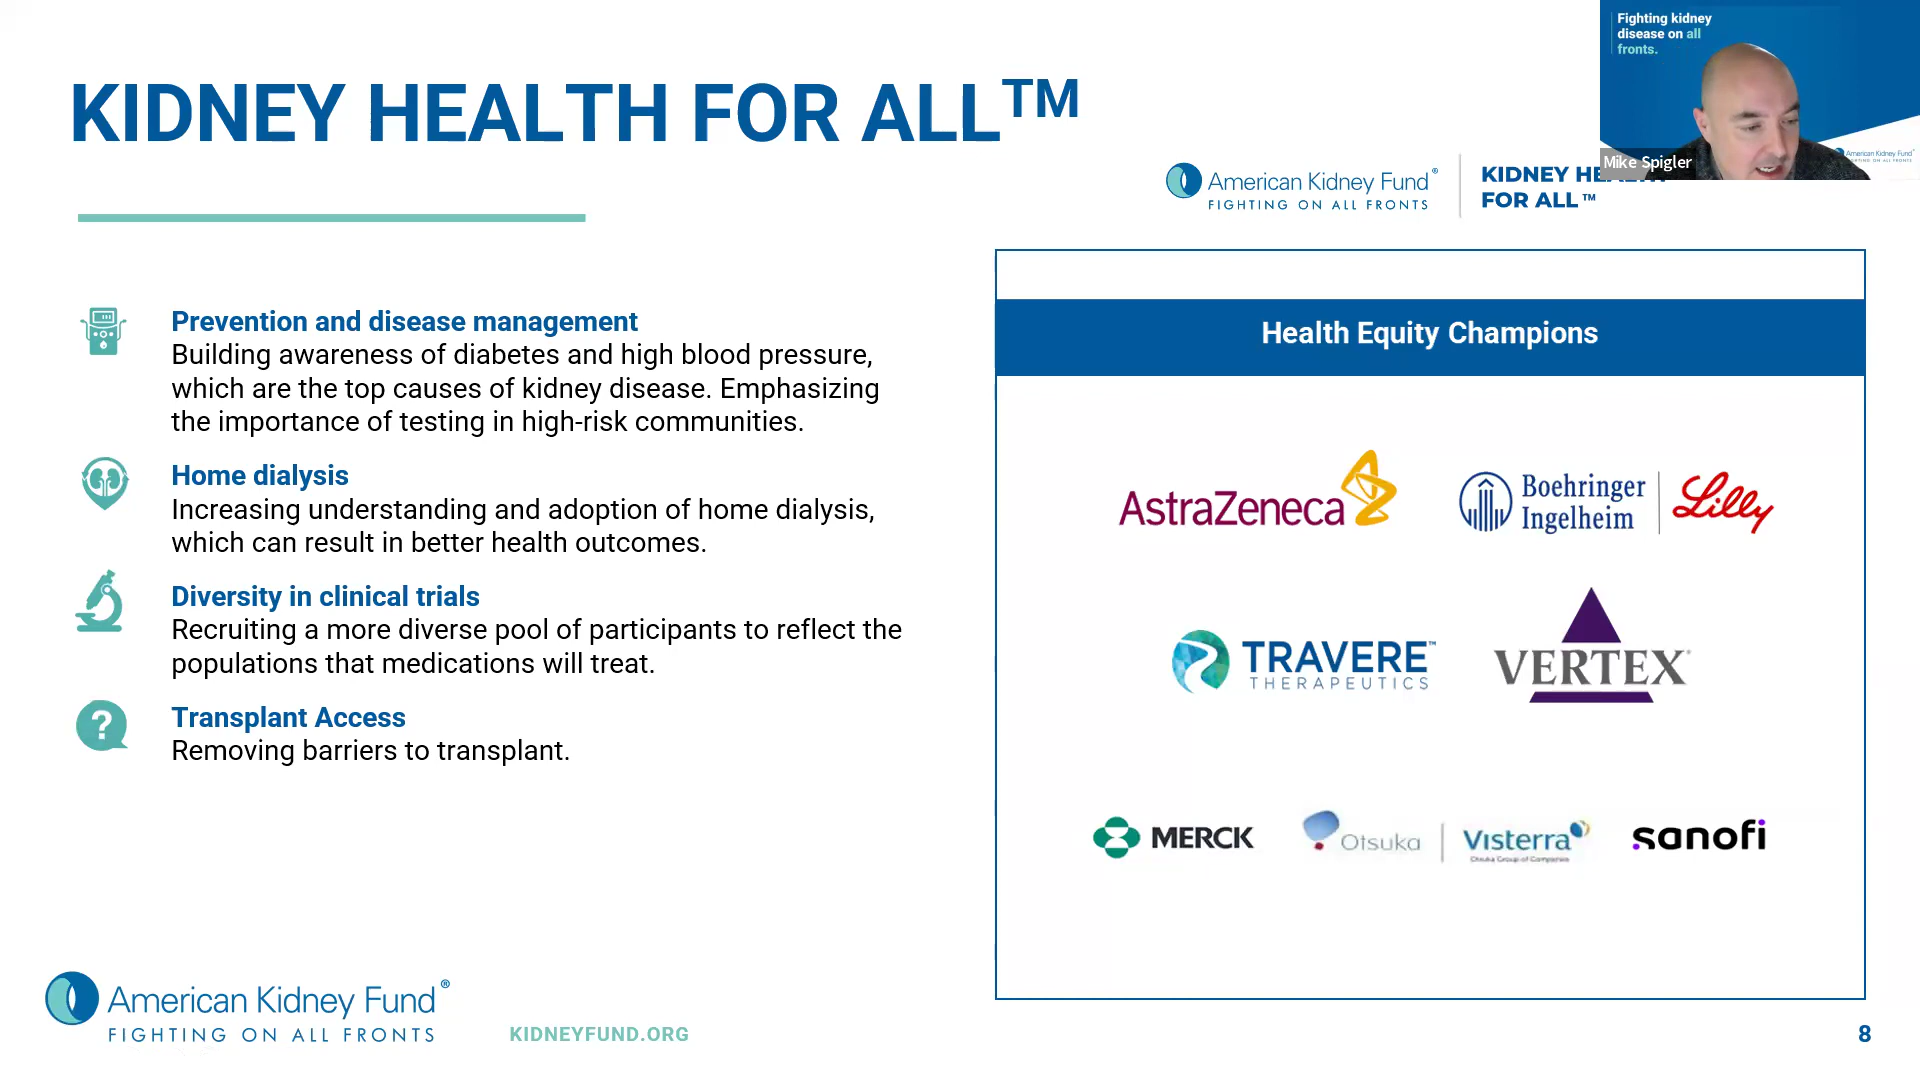 KIDNEY HEALTH FOR ALL™
Fighting kidney
disease on all
fronts.
Mike Spigler
American Kidney Fund®
FIGHTING ON ALL FRONTS
KIDNEY HEALTH
FOR ALL™
Prevention and disease management
Building awareness of diabetes and high blood pressure,
which are the top causes of kidney disease. Emphasizing
the importance of testing in high-risk communities.
Home dialysis
Increasing understanding and adoption of home dialysis,
which can result in better health outcomes.
Diversity in clinical trials
Recruiting a more diverse pool of participants to reflect the
populations that medications will treat.
?
Transplant Access
Removing barriers to transplant.
Health Equity Champions
AstraZeneca
Boehringer
Ingelheim
Lilly
TRAVERE™
THERAPEUTICS
VERTEX
MERCK
Otsuka
Visterra
Otsuka Group of Companies
sanofi
American Kidney Fund®
FIGHTING ON ALL FRONTS
KIDNEYFUND.ORG
8